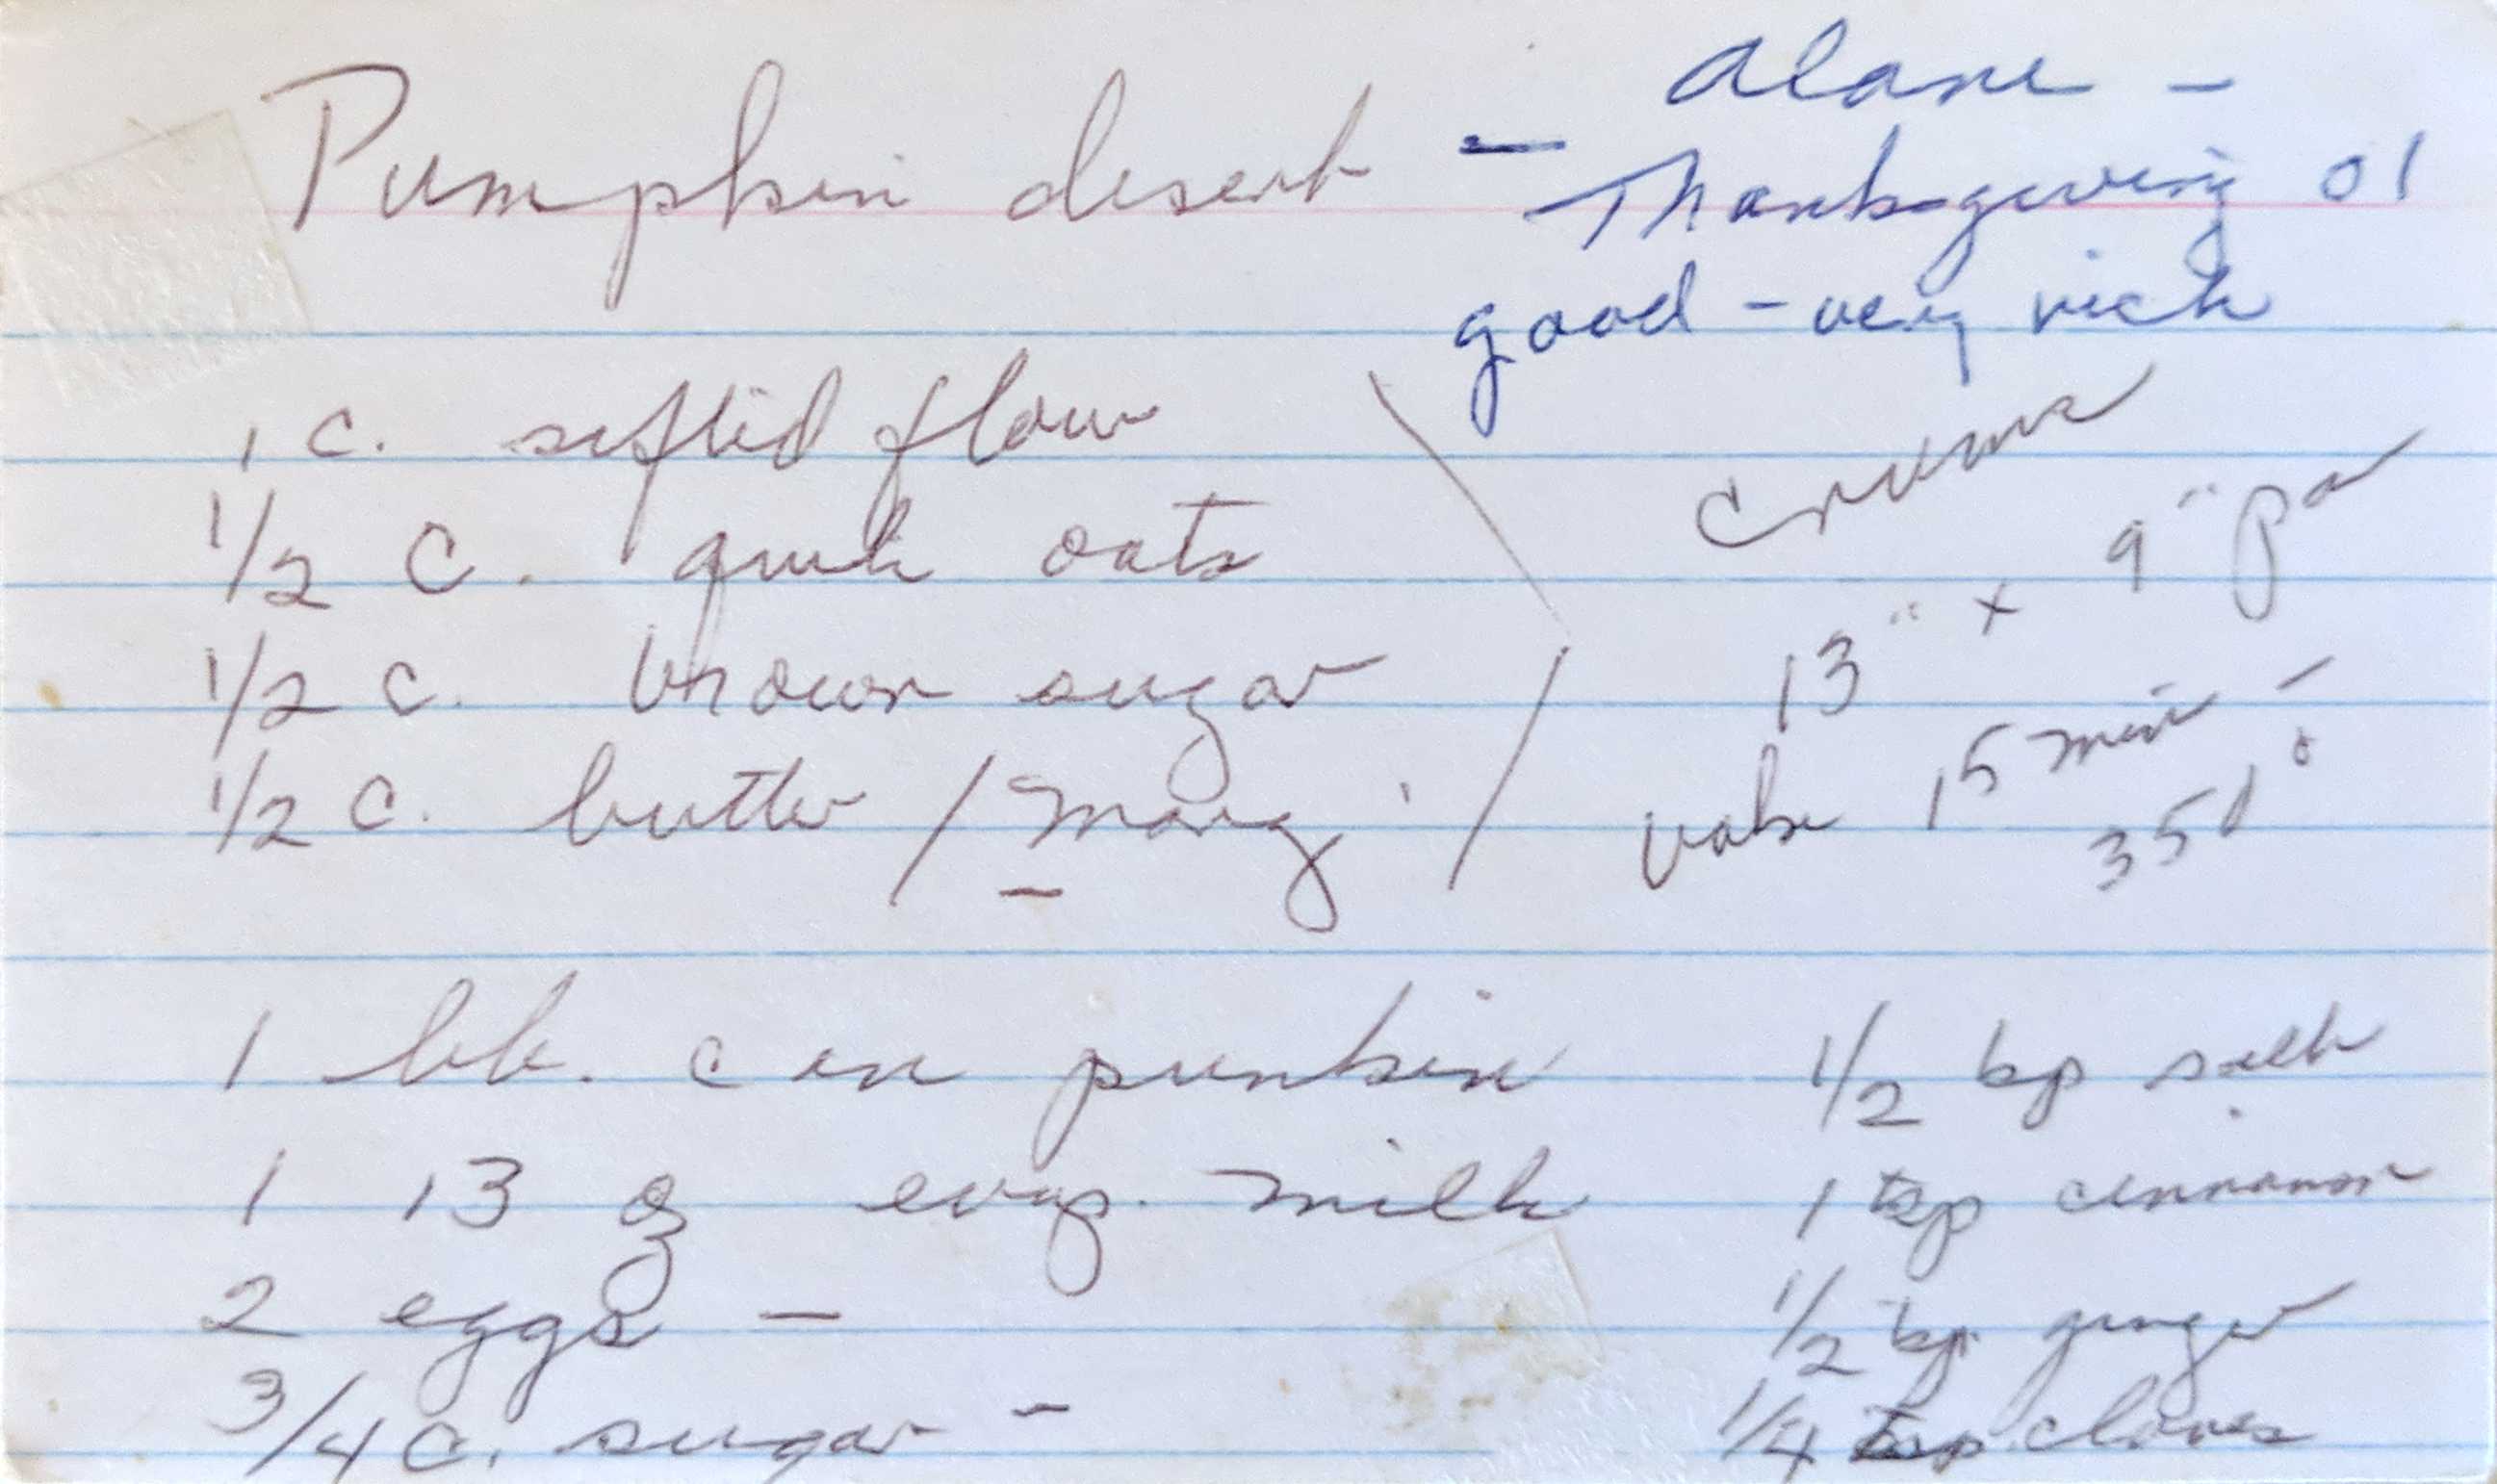 Pumpkin desert - Alane -
Thanksgiving 01
good - very rich
1 c. sifted flour
1/2 c. quick oats
1/2 c. brown sugar
1/2 c. butter / marg.
13" x 9" pan
bake 15 min -
350°
1 lb. can punkin
1 13 oz evap. milk
2 eggs -
3/4 c. sugar -
1/2 tsp salt
1 tsp cinnamon
1/2 tsp ginger
1/4 tsp cloves